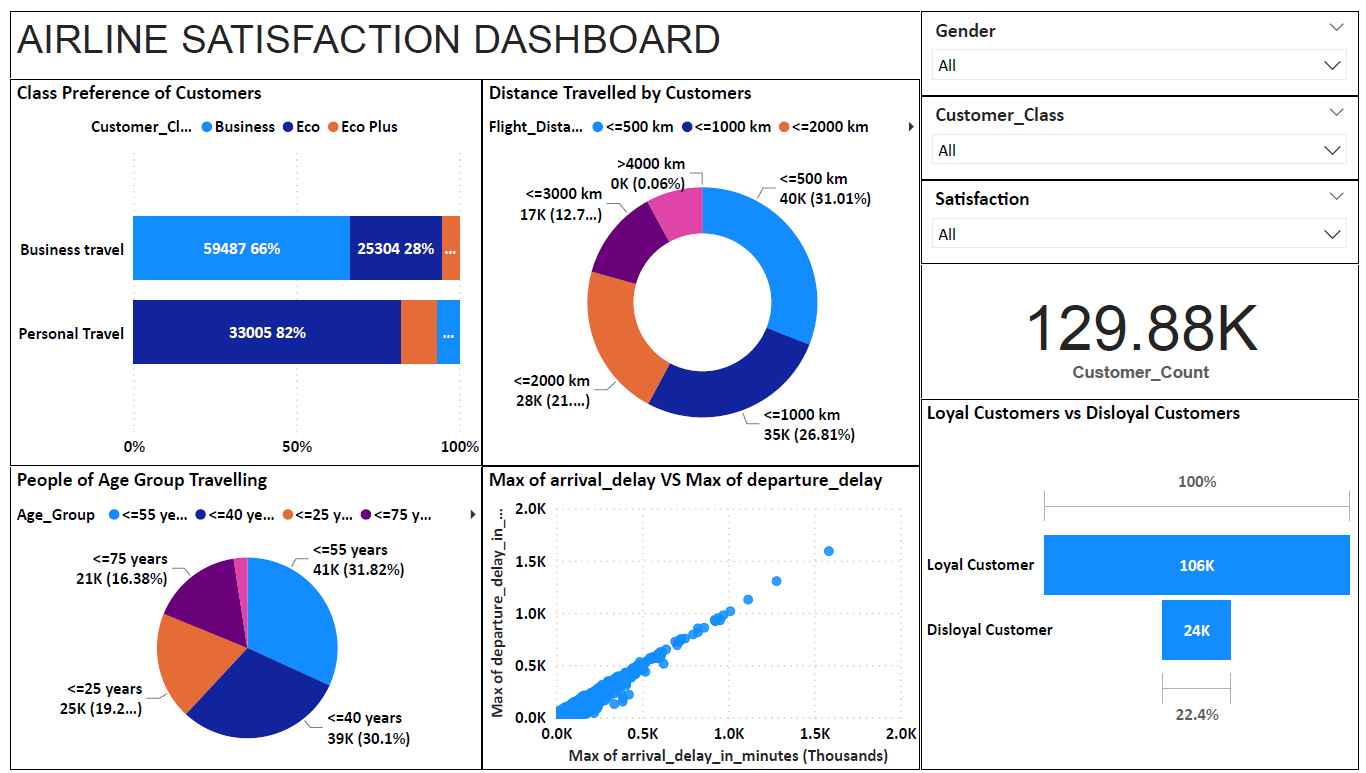 AIRLINE SATISFACTION DASHBOARD
Gender
All
Customer_Class
All
Satisfaction
All
129.88K
Customer_Count
Class Preference of Customers
Customer_Cl... Business Eco Eco Plus
Business travel
59487 66%
25304 28%
...
Personal Travel
33005 82%
...
0% 50% 100%
Distance Travelled by Customers
Flight_Dista... <=500 km <=1000 km <=2000 km
>4000 km
0K (0.06%)
<=500 km
40K (31.01%)
<=3000 km
17K (12.7...)
<=2000 km
28K (21....)
<=1000 km
35K (26.81%)
Loyal Customers vs Disloyal Customers
100%
Loyal Customer
106K
Disloyal Customer
24K
22.4%
People of Age Group Travelling
Age_Group <=55 ye... <=40 ye... <=25 y... <=75 y...
<=55 years
41K (31.82%)
<=75 years
21K (16.38%)
<=25 years
25K (19.2...)
<=40 years
39K (30.1%)
Max of arrival_delay VS Max of departure_delay
Max of departure_delay_in_...
2.0K
1.5K
1.0K
0.5K
0.0K
0.0K 0.5K 1.0K 1.5K 2.0K
Max of arrival_delay_in_minutes (Thousands)